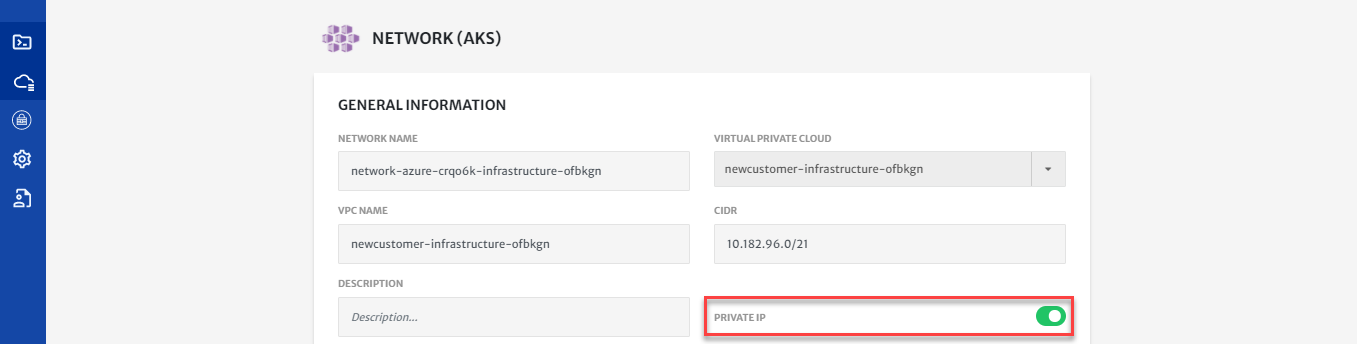 NETWORK (AKS)
GENERAL INFORMATION
NETWORK NAME
network-azure-crqo6k-infrastructure-ofbkgn
VIRTUAL PRIVATE CLOUD
newcustomer-infrastructure-ofbkgn
VPC NAME
newcustomer-infrastructure-ofbkgn
CIDR
10.182.96.0/21
DESCRIPTION
Description...
PRIVATE IP